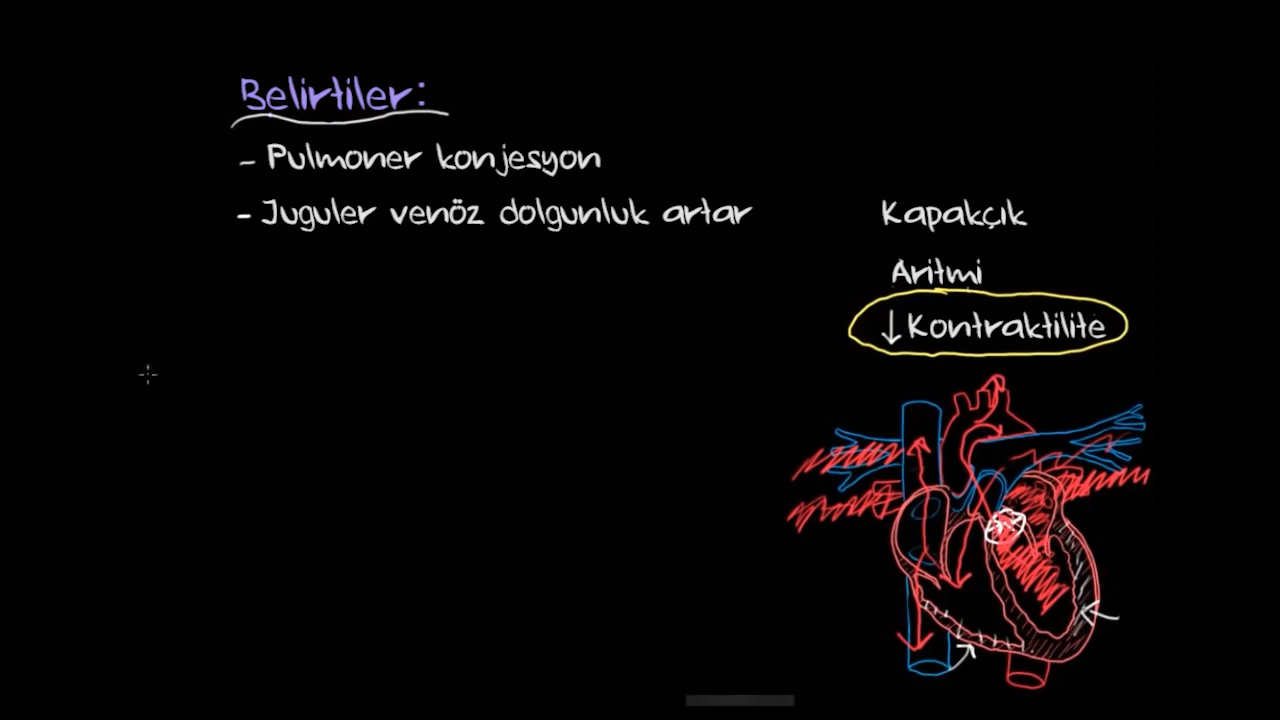 Belirtiler:
- Pulmoner konjesyon
- Juguler venöz dolgunluk artar
Kapakçık
Aritmi
↓ Kontraktilite